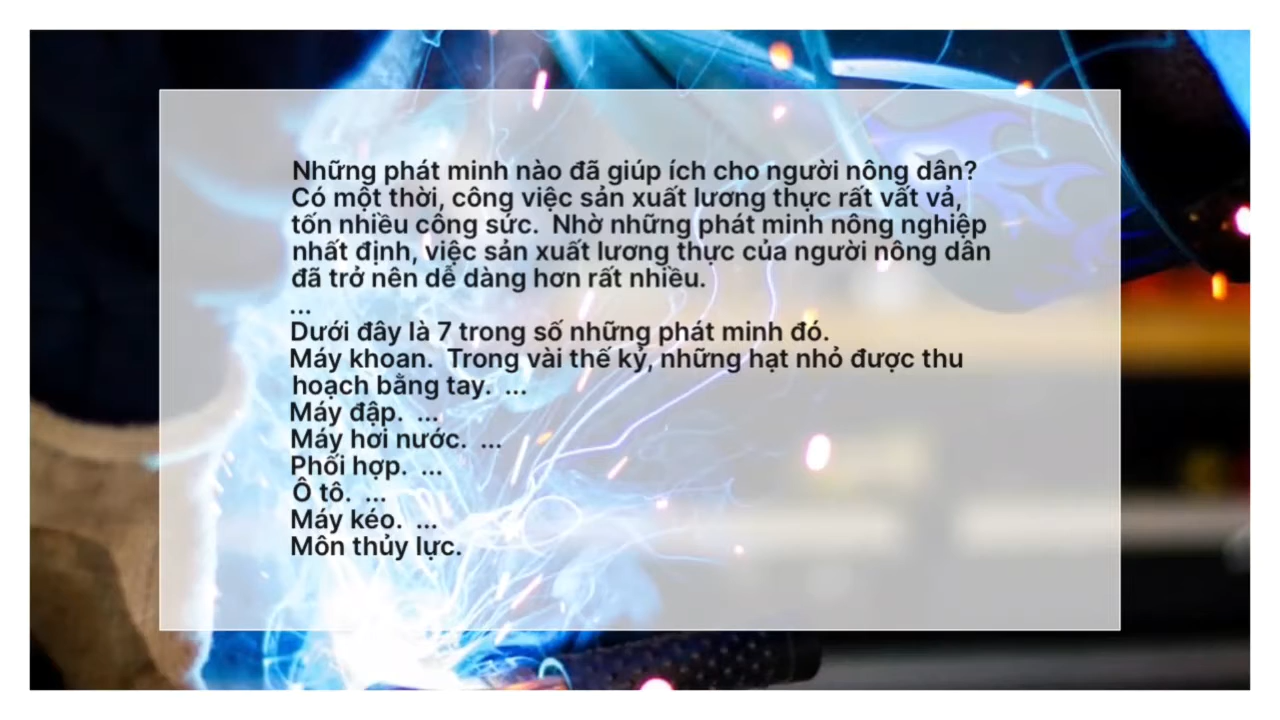 Những phát minh nào đã giúp ích cho người nông dân?
Có một thời, công việc sản xuất lương thực rất vất vả,
tốn nhiều công sức.  Nhờ những phát minh nông nghiệp
nhất định, việc sản xuất lương thực của người nông dân
đã trở nên dễ dàng hơn rất nhiều.
...
Dưới đây là 7 trong số những phát minh đó.
Máy khoan.  Trong vài thế kỷ, những hạt nhỏ được thu
hoạch bằng tay.  ...
Máy đập.  ...
Máy hơi nước.  ...
Phối hợp.  ...
Ô tô.  ...
Máy kéo.  ...
Môn thủy lực.